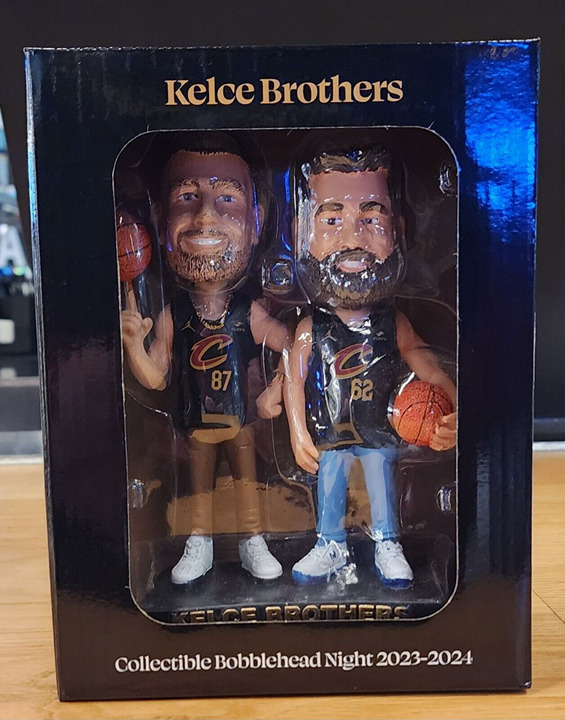 Kelce Brothers
C
87
C
62
KELCE BROTHERS
Collectible Bobblehead Night 2023-2024